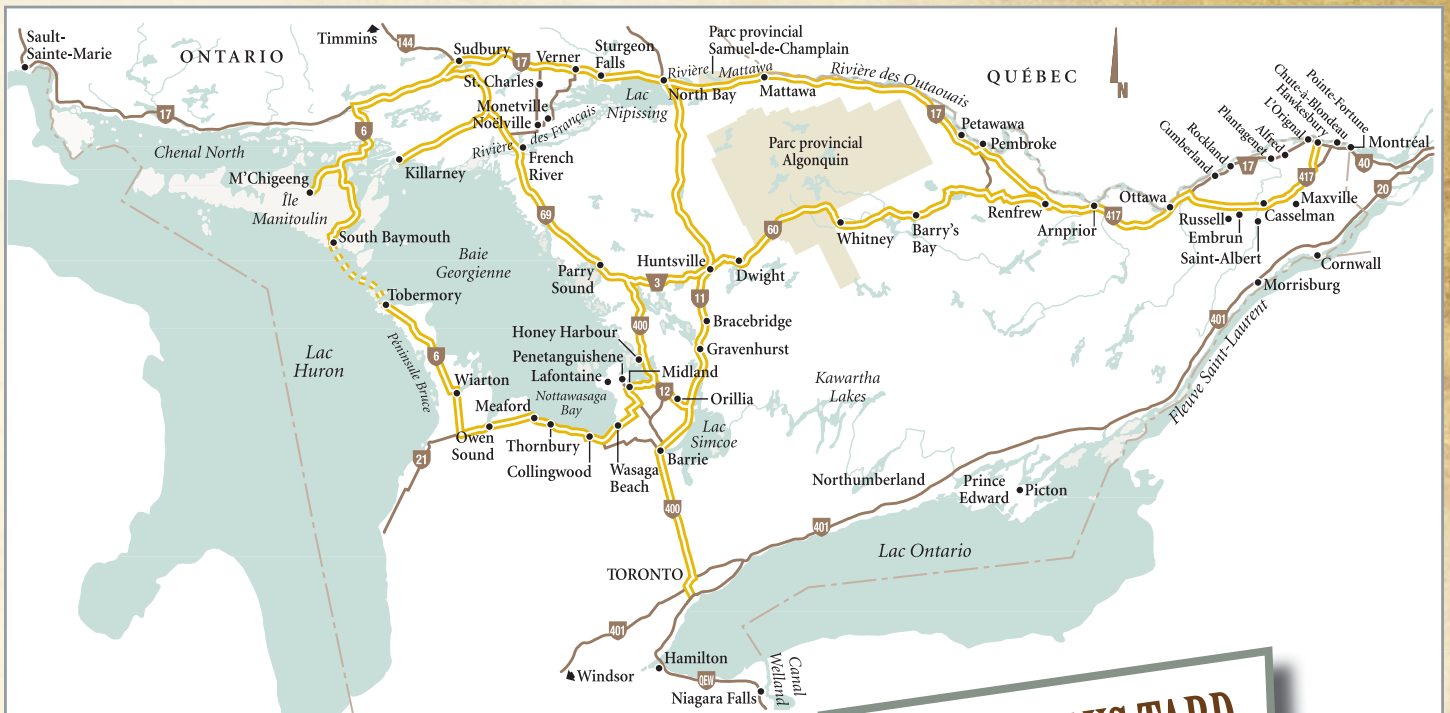 Sault-
Sainte-Marie
ONTARIO
Timmins
144
Sudbury
17
Verner
Sturgeon
Falls
Parc provincial
Samuel-de-Champlain
Rivière Mattawa
Mattawa
Rivière des Outaouais
QUÉBEC
N
St. Charles
Monetville
Noëlville
Rivière des Français
Lac
Nipissing
North Bay
17
Petawawa
Pembroke
Parc provincial
Algonquin
Cumberland
Rockland
Plantagenet
17
Alfred
L'Orignal
Hawkesbury
Chute-à-Blondeau
Pointe-Fortune
Montréal
40
20
417
17
6
Chenal North
M'Chigeeng
Île
Manitoulin
Killarney
French
River
South Baymouth
69
Baie
Georgienne
Parry
Sound
Huntsville
3
Dwight
60
Whitney
Barry's
Bay
Renfrew
Arnprior
417
Ottawa
Russell
Embrun
Saint-Albert
Casselman
Maxville
Cornwall
Morrisburg
401
Fleuve Saint-Laurent
Tobermory
Lac
Huron
Péninsule Bruce
6
Wiarton
Honey Harbour
400
11
Bracebridge
Gravenhurst
Penetanguishene
Midland
Lafontaine
12
Orillia
Nottawasaga
Bay
Kawartha
Lakes
Meaford
Owen
Sound
Thornbury
Collingwood
Wasaga
Beach
Lac
Simcoe
Barrie
21
400
Northumberland
Prince
Edward
Picton
401
Lac Ontario
TORONTO
401
Windsor
Hamilton
QEW
Niagara Falls
Canal
Welland